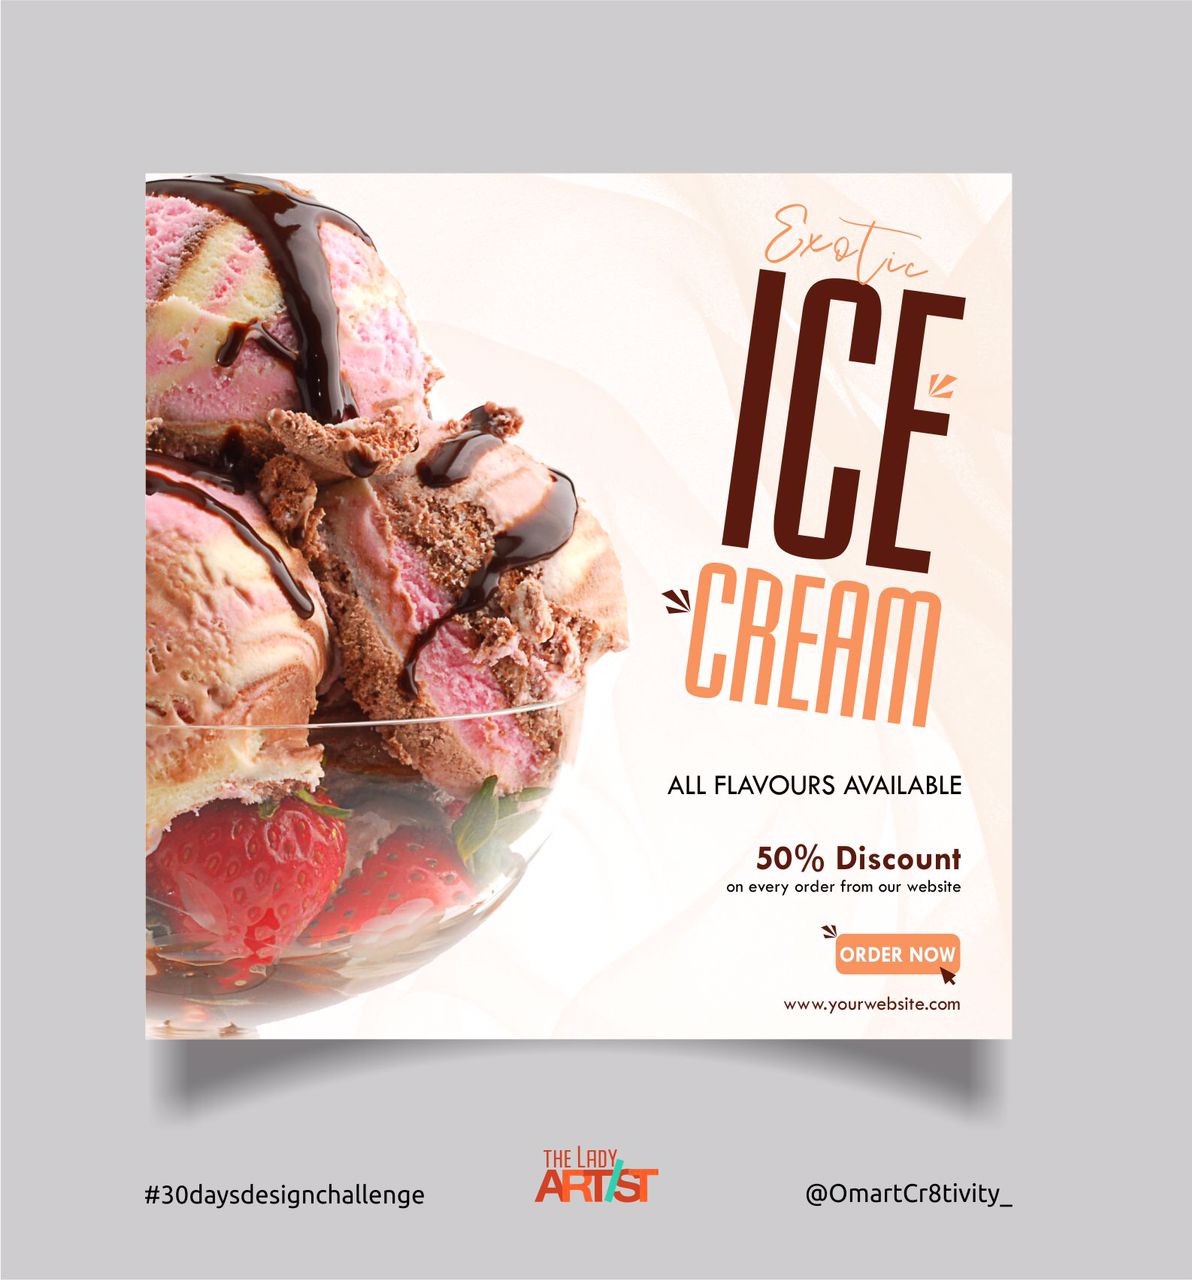 Exotic
ICE
CREAM
ALL FLAVOURS AVAILABLE
50% Discount
on every order from our website
ORDER NOW
www.yourwebsite.com
#30daysdesignchallenge
THE LADY
ARTIST
@OmartCr8tivity_